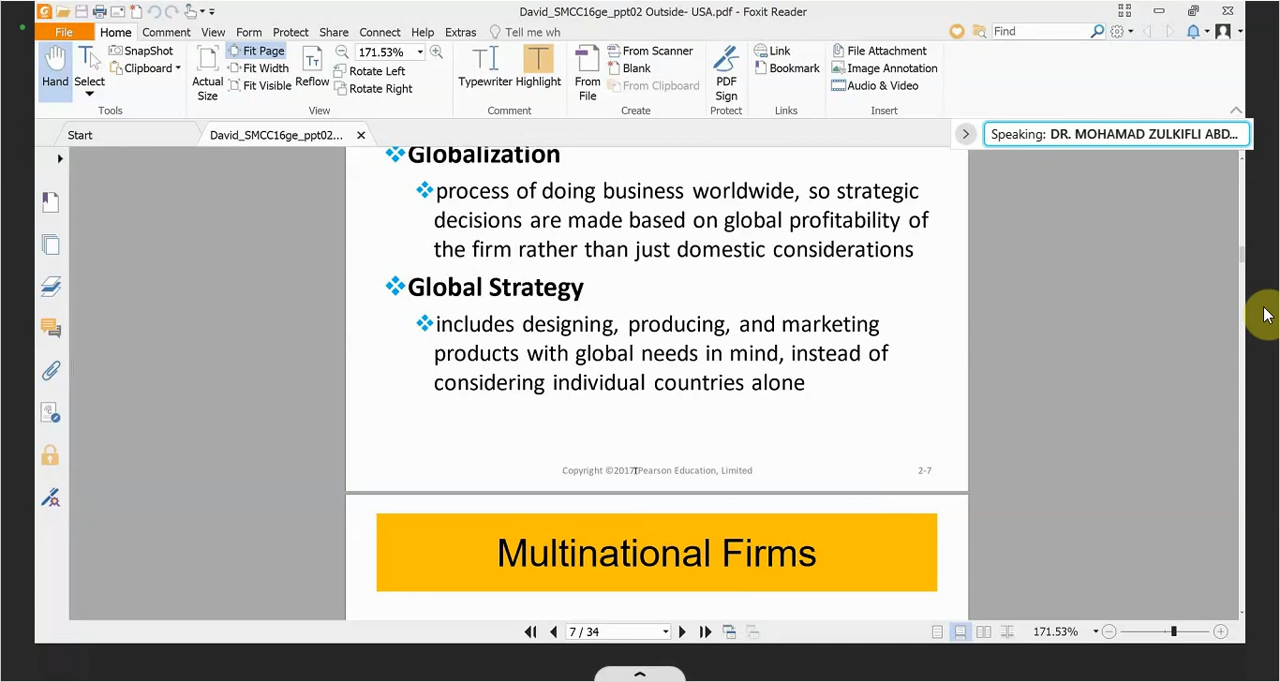 David_SMCC16ge_ppt02 Outside- USA.pdf - Foxit Reader
File Home Comment View Form Protect Share Connect Help Extras Tell me wh Find
Hand
Select
Tools
SnapShot
Clipboard
Actual Size
Fit Page
Fit Width
Fit Visible
Reflow
171.53%
Rotate Left
Rotate Right
View
Typewriter
Highlight
Comment
From File
From Scanner
Blank
From Clipboard
Create
PDF Sign
Protect
Link
Bookmark
Links
File Attachment
Image Annotation
Audio & Video
Insert
Start David_SMCC16ge_ppt02...
Speaking: DR. MOHAMAD ZULKIFLI ABD...
Globalization
process of doing business worldwide, so strategic
decisions are made based on global profitability of
the firm rather than just domestic considerations
Global Strategy
includes designing, producing, and marketing
products with global needs in mind, instead of
considering individual countries alone
Copyright ©2017 Pearson Education, Limited 2-7
Multinational Firms
7 / 34 171.53%